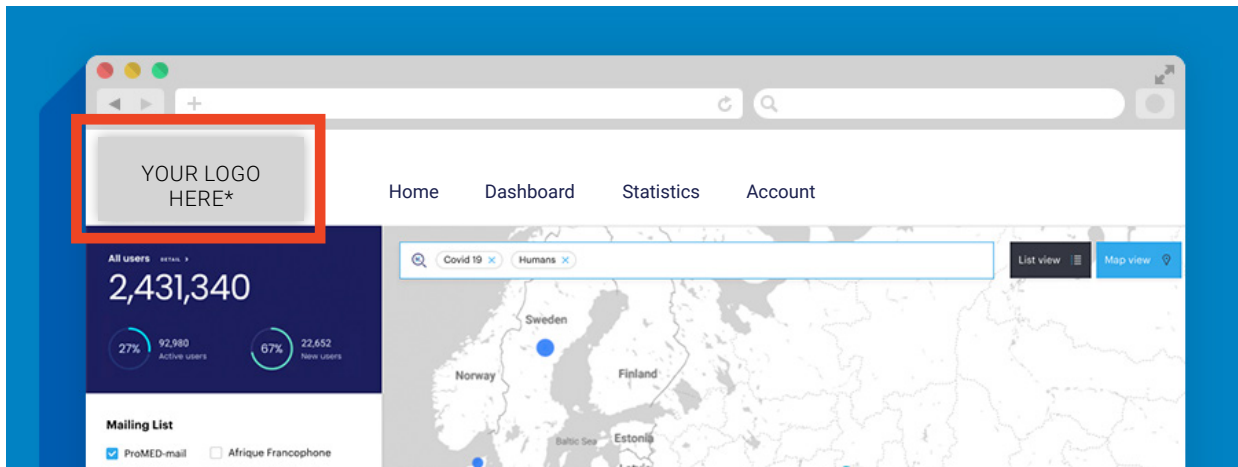 YOUR LOGO
HERE*
Home Dashboard Statistics Account
All users DETAIL >
2,431,340
27% 92,980 Active users 67% 22,652 New users
Mailing List
ProMED-mail Afrique Francophone
Covid 19 × Humans ×
List view Map view
Sweden
Norway Finland
Baltic Sea Estonia
Latvia